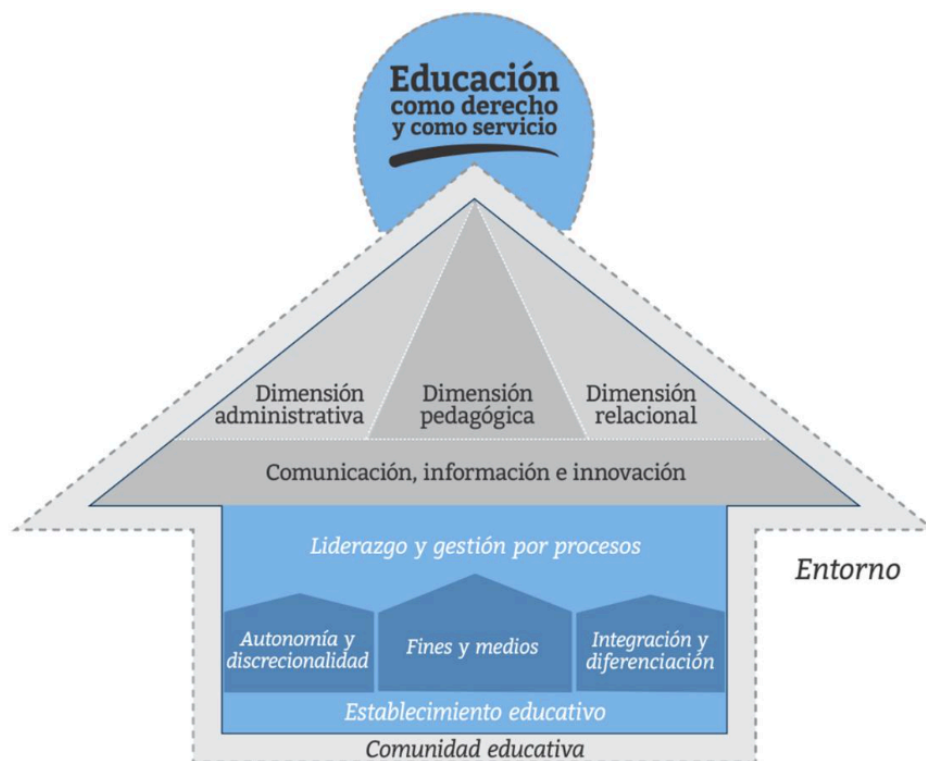 Educación
como derecho
y como servicio
Dimensión
administrativa
Dimensión
pedagógica
Dimensión
relacional
Comunicación, información e innovación
Liderazgo y gestión por procesos
Entorno
Autonomía y
discrecionalidad
Fines y medios
Integración y
diferenciación
Establecimiento educativo
Comunidad educativa